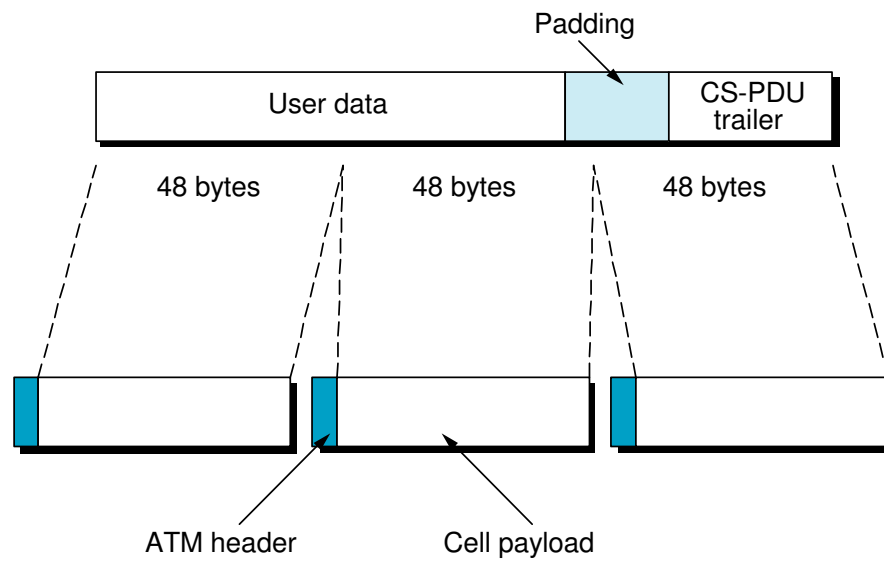 Padding
User data
CS-PDU
trailer
48 bytes
48 bytes
48 bytes
ATM header
Cell payload